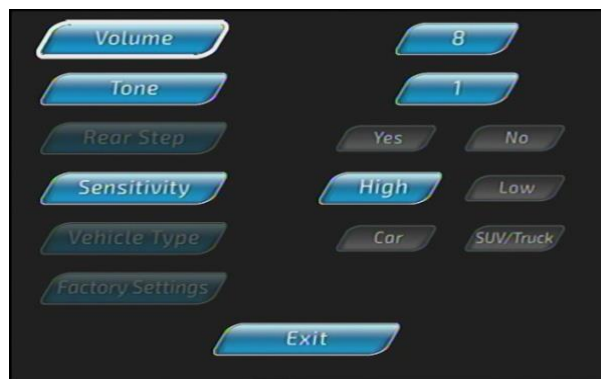 Volume 8
Tone 1
Rear Step Yes No
Sensitivity High Low
Vehicle Type Car SUV/Truck
Factory Settings
Exit